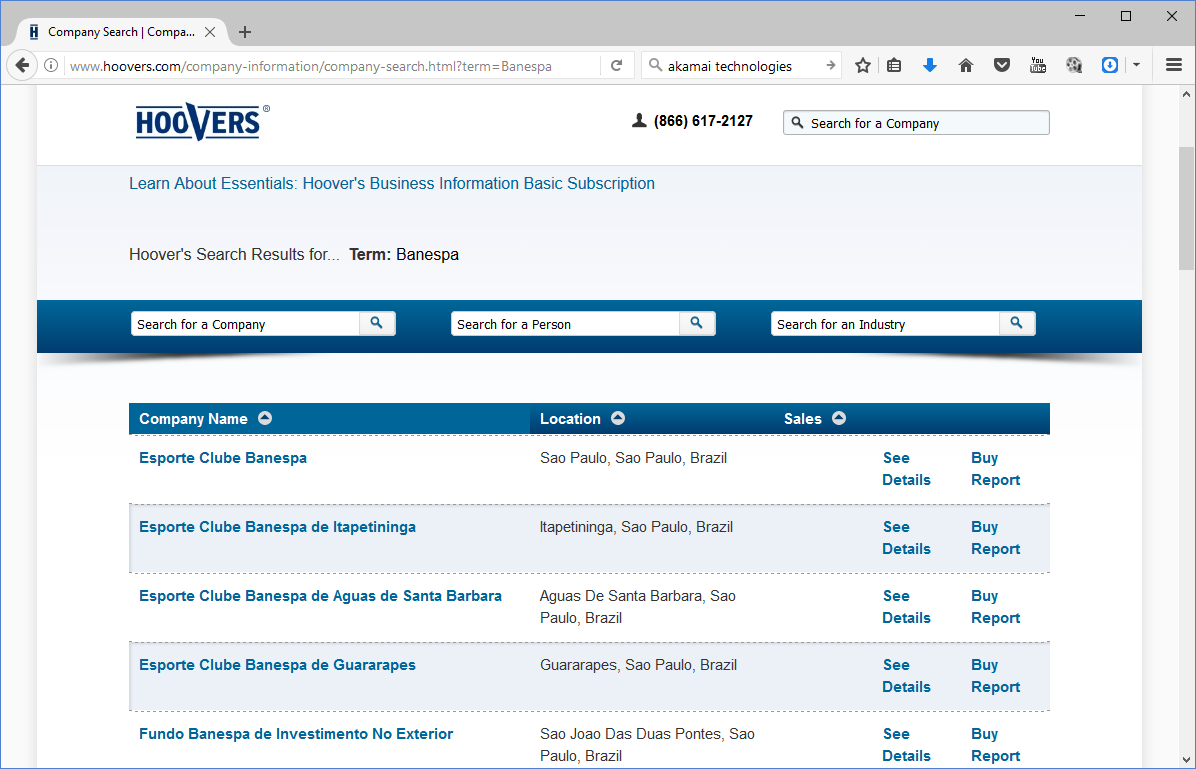 Company Search | Compa...
www.hoovers.com/company-information/company-search.html?term=Banespa
akamai technologies
You Tube
HOOVERS®
(866) 617-2127
Search for a Company
Learn About Essentials: Hoover's Business Information Basic Subscription
Hoover's Search Results for... Term: Banespa
Search for a Company
Search for a Person
Search for an Industry
Company Name Location Sales
Esporte Clube Banespa Sao Paulo, Sao Paulo, Brazil See Buy
Details Report
Esporte Clube Banespa de Itapetininga Itapetininga, Sao Paulo, Brazil See Buy
Details Report
Esporte Clube Banespa de Aguas de Santa Barbara Aguas De Santa Barbara, Sao See Buy
Paulo, Brazil Details Report
Esporte Clube Banespa de Guararapes Guararapes, Sao Paulo, Brazil See Buy
Details Report
Fundo Banespa de Investimento No Exterior Sao Joao Das Duas Pontes, Sao See Buy
Paulo, Brazil Details Report